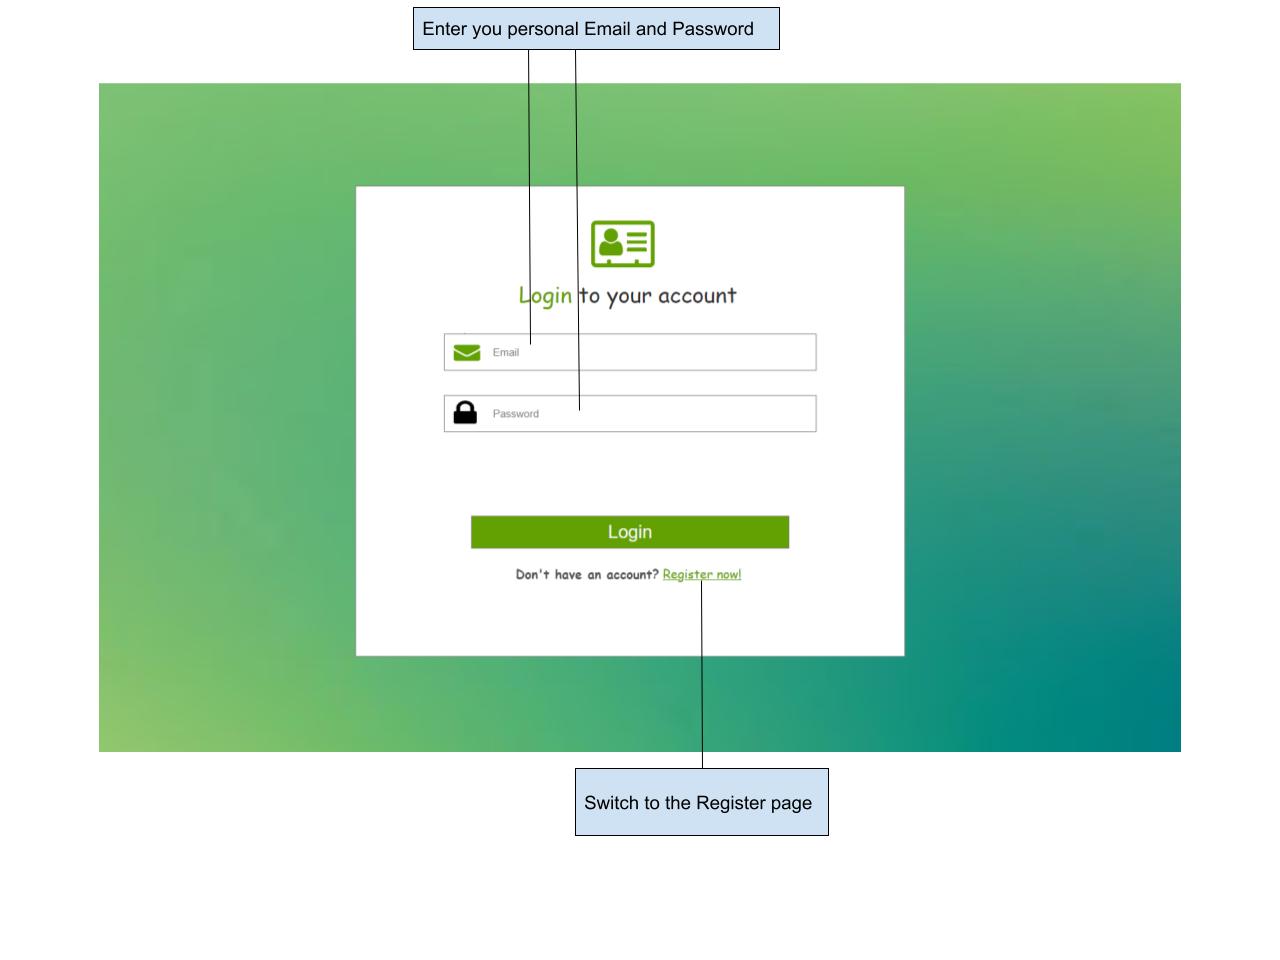 Enter you personal Email and Password
Login to your account
Email
Password
Login
Don't have an account? Register now!
Switch to the Register page